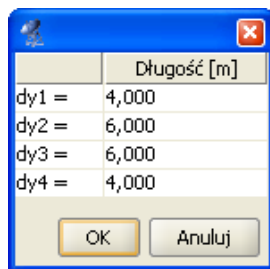 Długość [m]
dy1 = 4,000
dy2 = 6,000
dy3 = 6,000
dy4 = 4,000
OK Anuluj